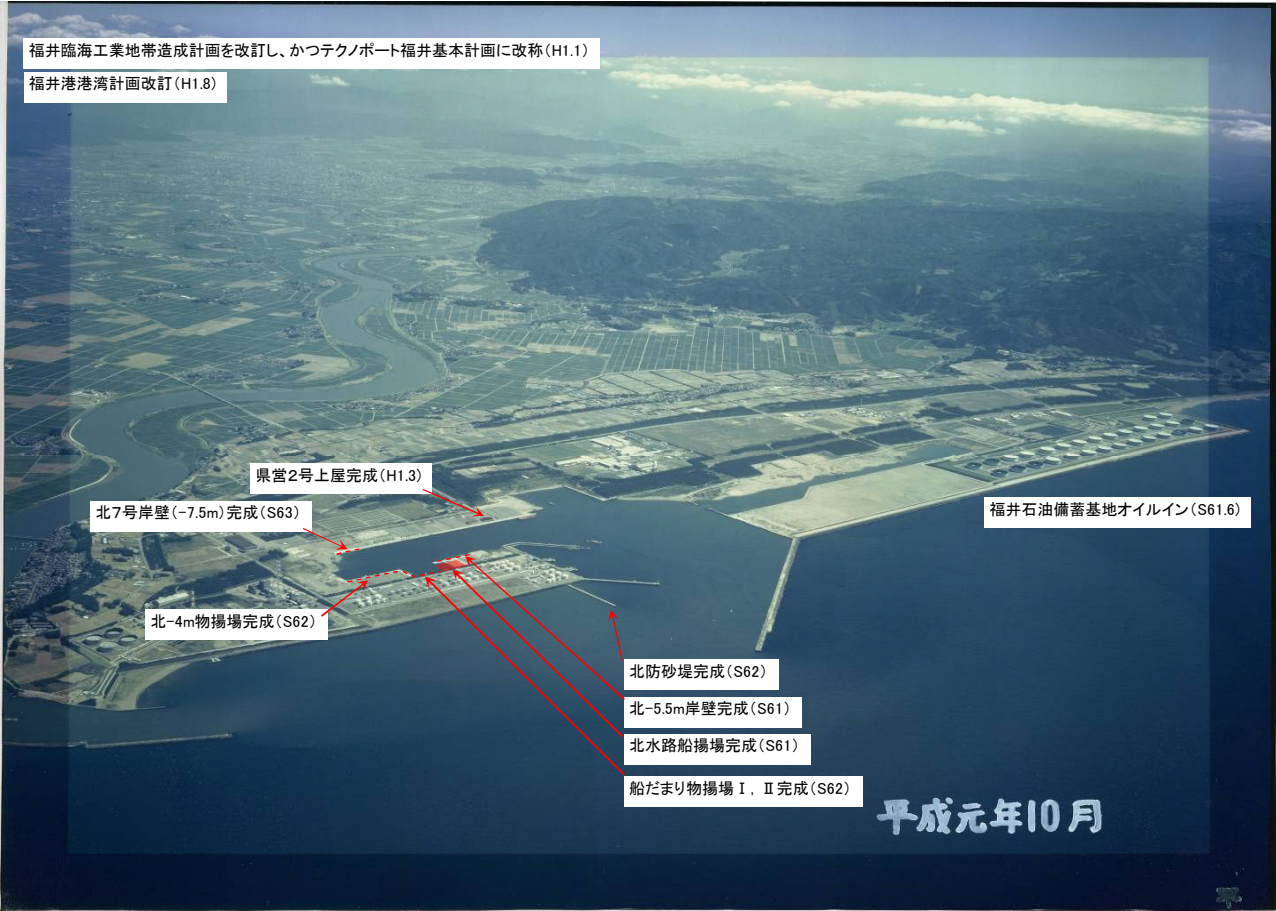 福井臨海工業地帯造成計画を改訂し、かつテクノポート福井基本計画に改称（H1.1）
福井港港湾計画改訂（H1.8）
県営２号上屋完成（H1.3）
北７号岸壁（-7.5m）完成（S63）
福井石油備蓄基地オイルイン（S61.6）
北-4m物揚場完成（S62）
北防砂堤完成（S62）
北-5.5m岸壁完成（S61）
北水路船揚場完成（S61）
船だまり物揚場Ⅰ，Ⅱ完成（S62）
平成元年10月